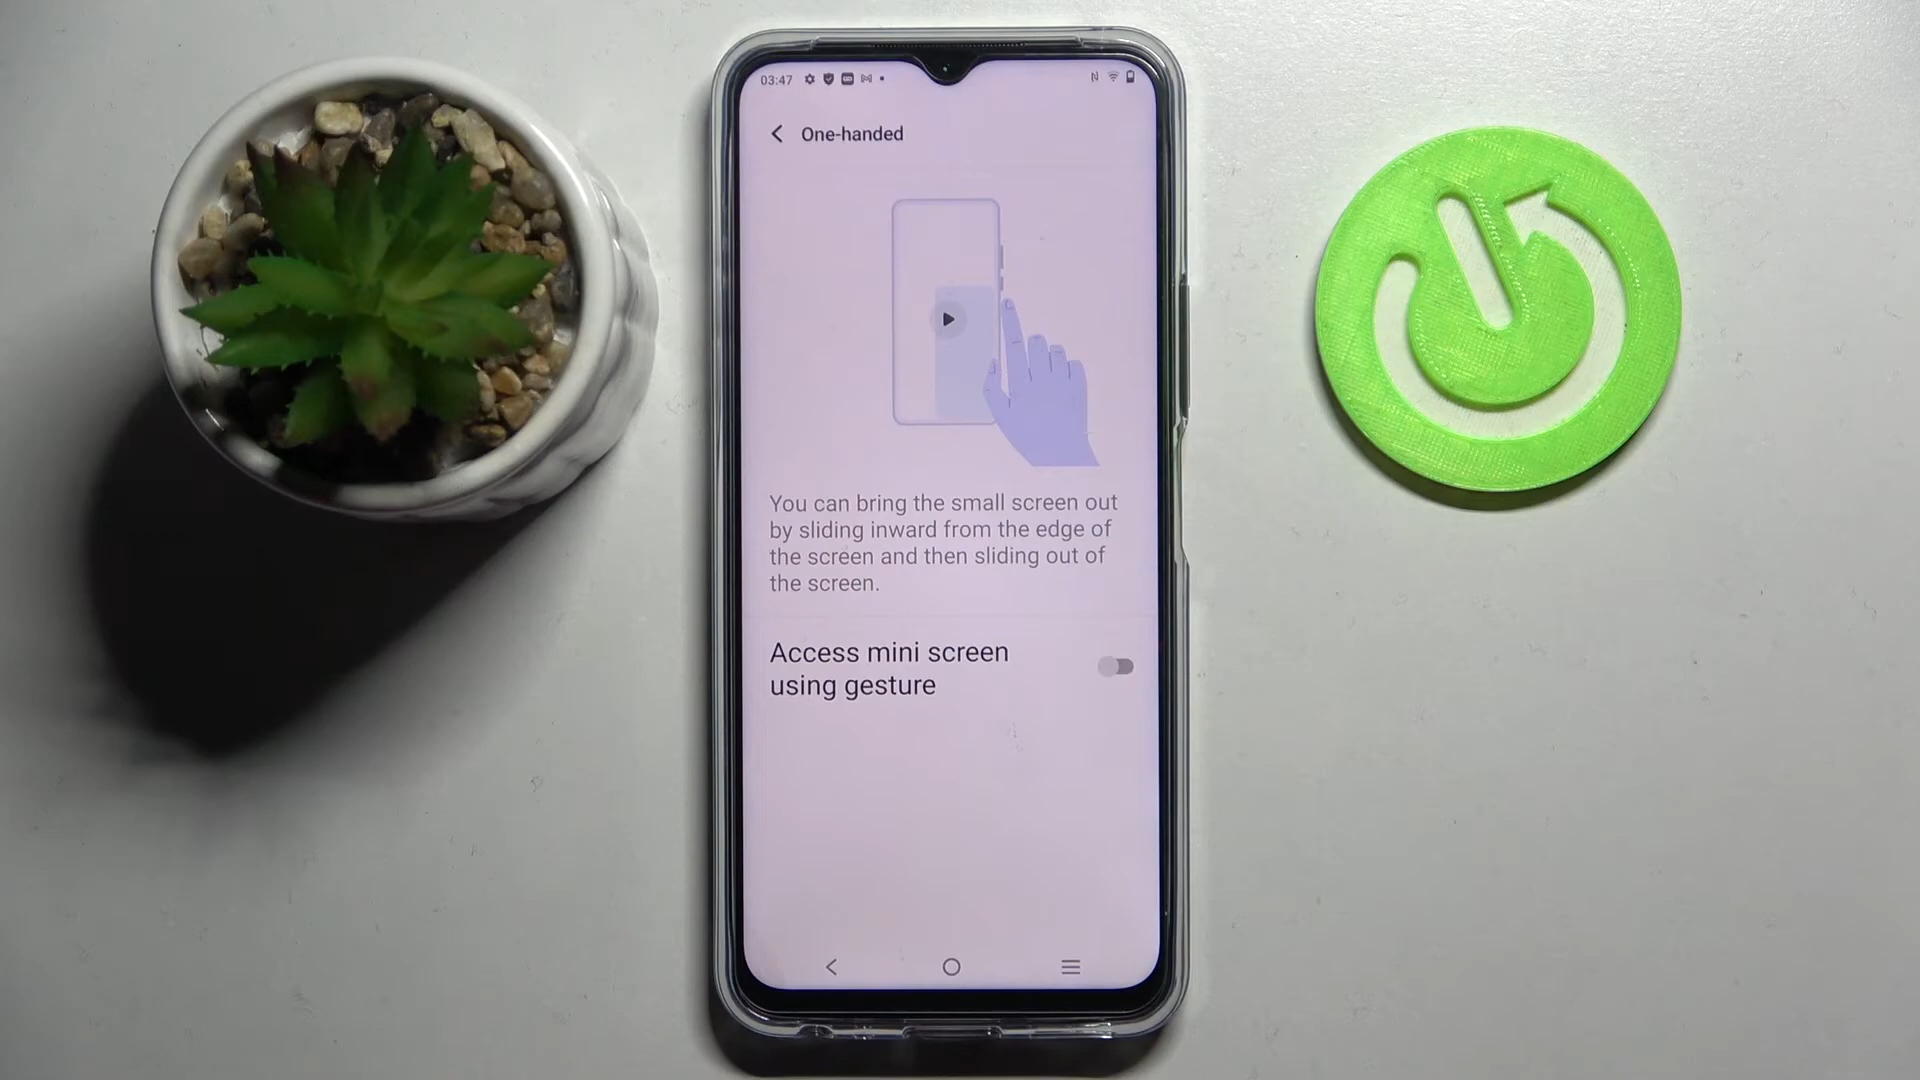 03:47
One-handed
You can bring the small screen out
by sliding inward from the edge of
the screen and then sliding out of
the screen.
Access mini screen
using gesture